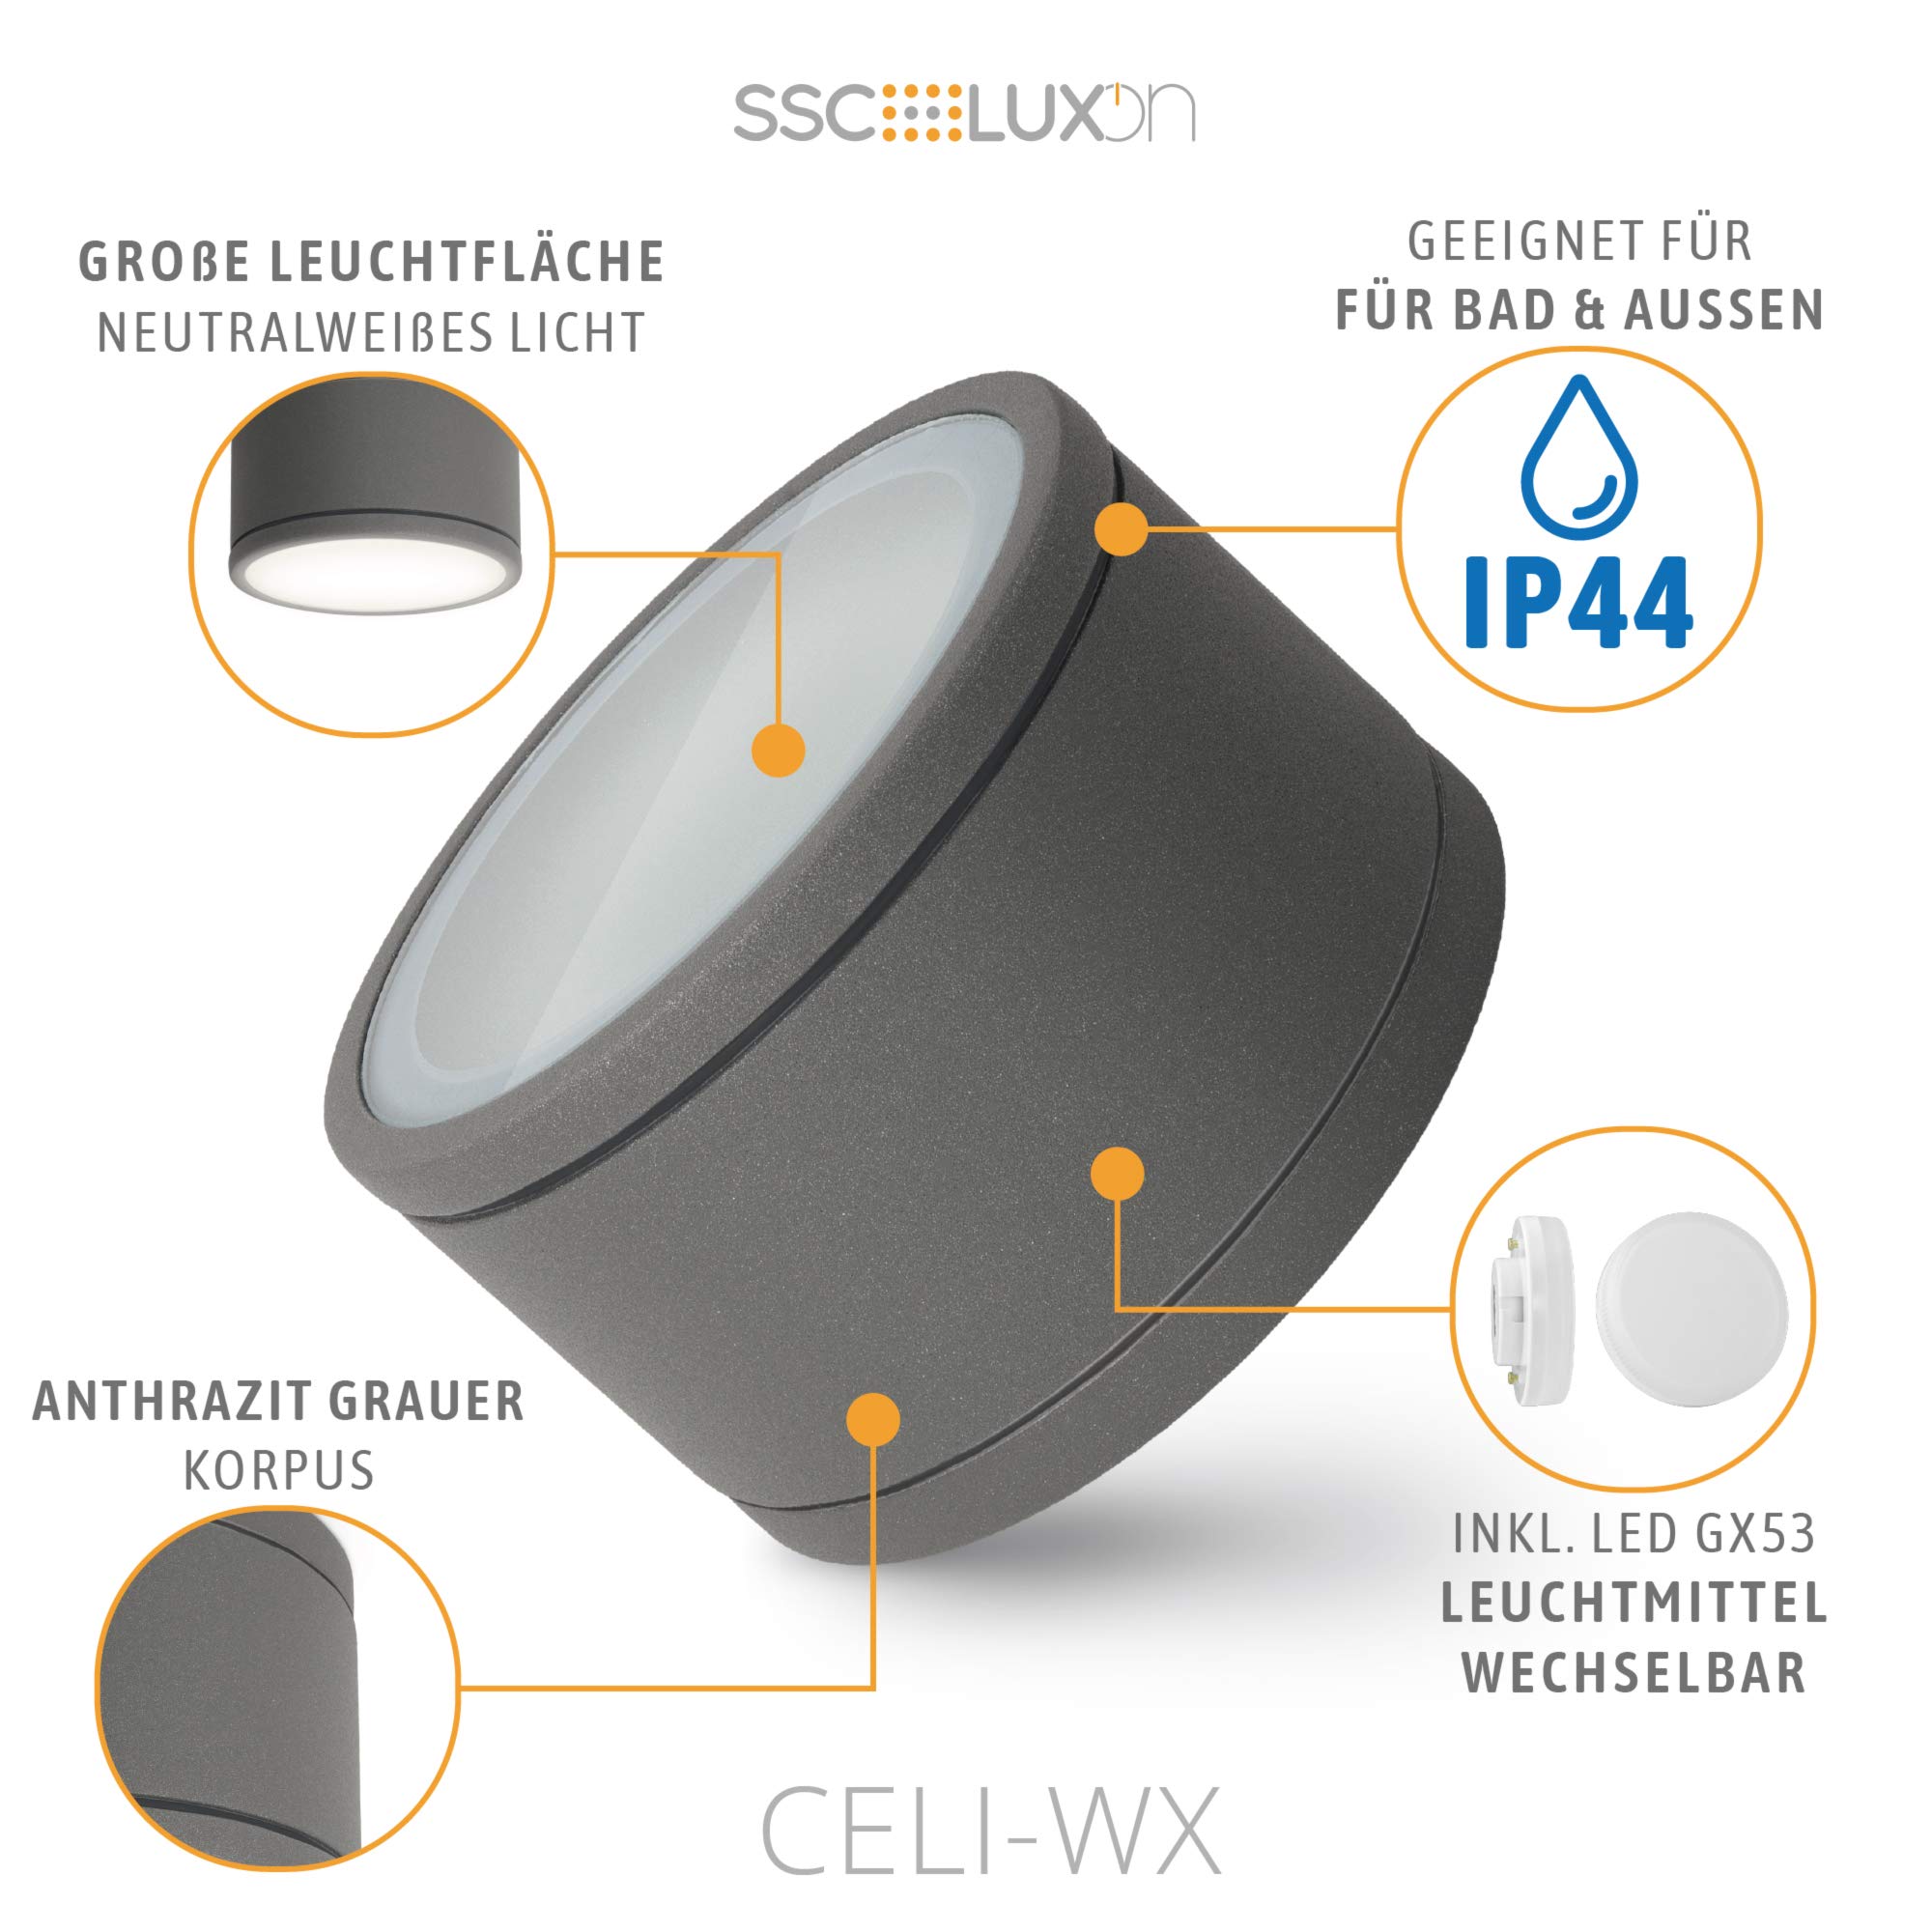 SSC LUXon
GROßE LEUCHTFLÄCHE
NEUTRALWEIßES LICHT
GEEIGNET FÜR
FÜR BAD & AUSSEN
IP44
ANTHRAZIT GRAUER
KORPUS
INKL. LED GX53
LEUCHTMITTEL
WECHSELBAR
CELI-WX